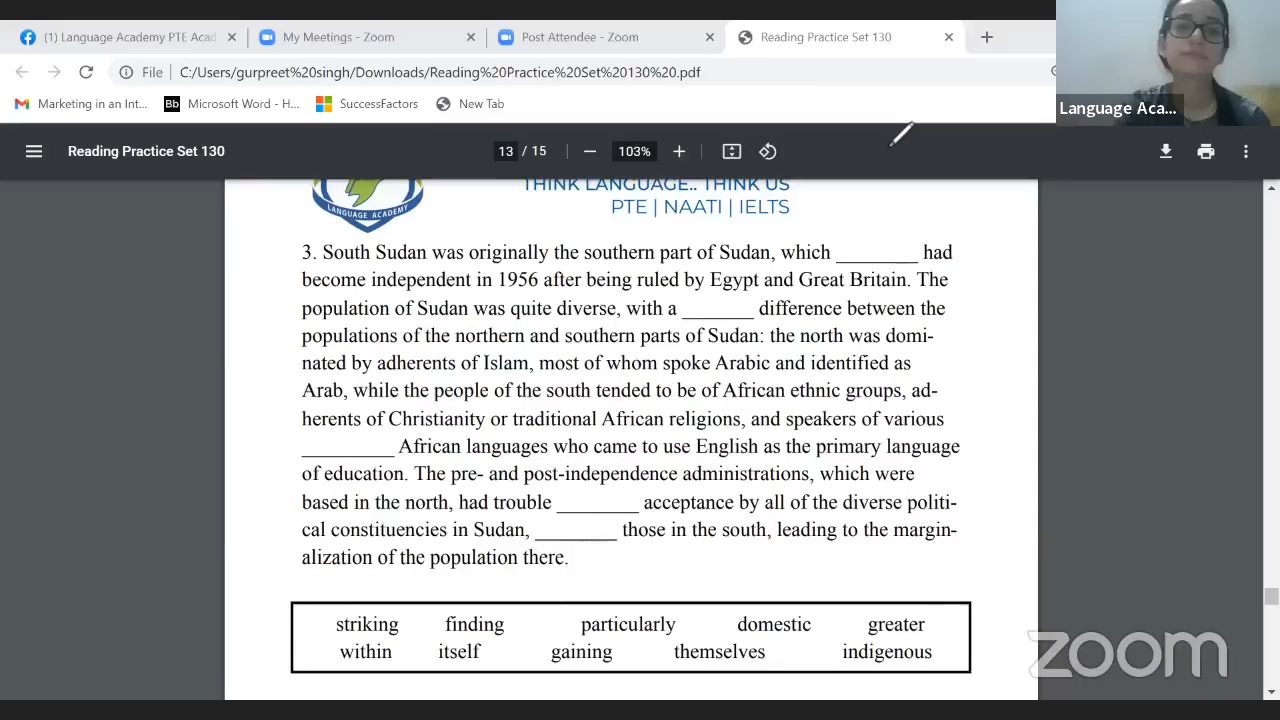 (1) Language Academy PTE Acad
My Meetings - Zoom
Post Attendee - Zoom
Reading Practice Set 130
File
C:/Users/gurpreet%20singh/Downloads/Reading%20Practice%20Set%20130%20.pdf
Marketing in an Int...
Bb Microsoft Word - H...
SuccessFactors
New Tab
Language Aca...
Reading Practice Set 130
13 / 15
103%
LANGUAGE ACADEMY
THINK LANGUAGE.. THINK US
PTE | NAATI | IELTS
3. South Sudan was originally the southern part of Sudan, which ________ had
become independent in 1956 after being ruled by Egypt and Great Britain. The
population of Sudan was quite diverse, with a _______ difference between the
populations of the northern and southern parts of Sudan: the north was domi-
nated by adherents of Islam, most of whom spoke Arabic and identified as
Arab, while the people of the south tended to be of African ethnic groups, ad-
herents of Christianity or traditional African religions, and speakers of various
_________ African languages who came to use English as the primary language
of education. The pre- and post-independence administrations, which were
based in the north, had trouble ________ acceptance by all of the diverse politi-
cal constituencies in Sudan, ________ those in the south, leading to the margin-
alization of the population there.
striking finding particularly domestic greater
within itself gaining themselves indigenous
zoom